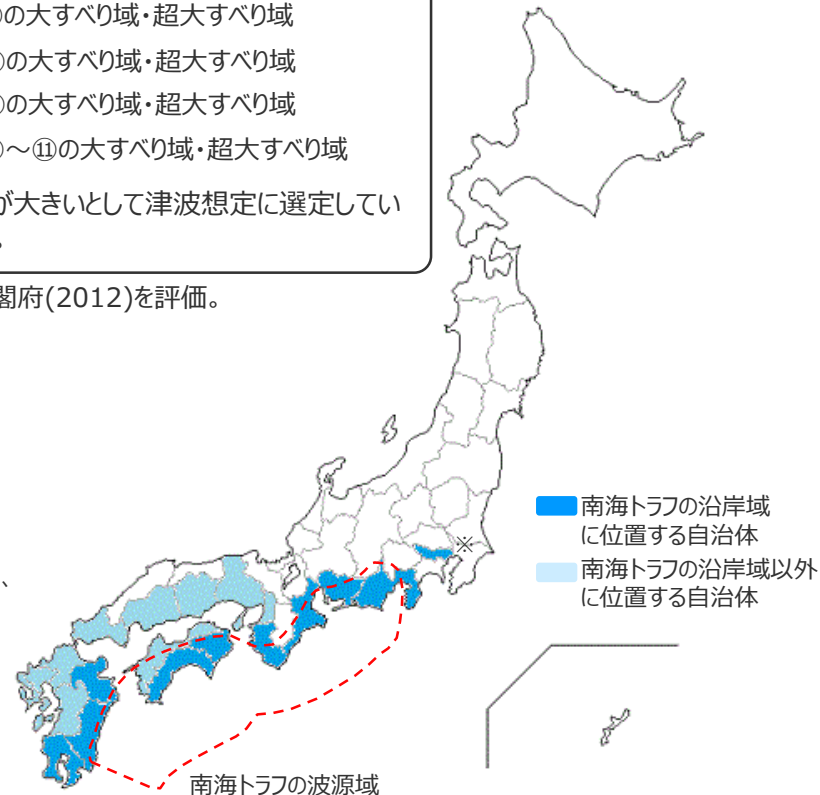 の大すべり域・超大すべり域
の大すべり域・超大すべり域
の大すべり域・超大すべり域
～⑪の大すべり域・超大すべり域
が大きいとして津波想定に選定してい
。
閣府(2012)を評価。
、
※
南海トラフの沿岸域
に位置する自治体
南海トラフの沿岸域以外
に位置する自治体
南海トラフの波源域